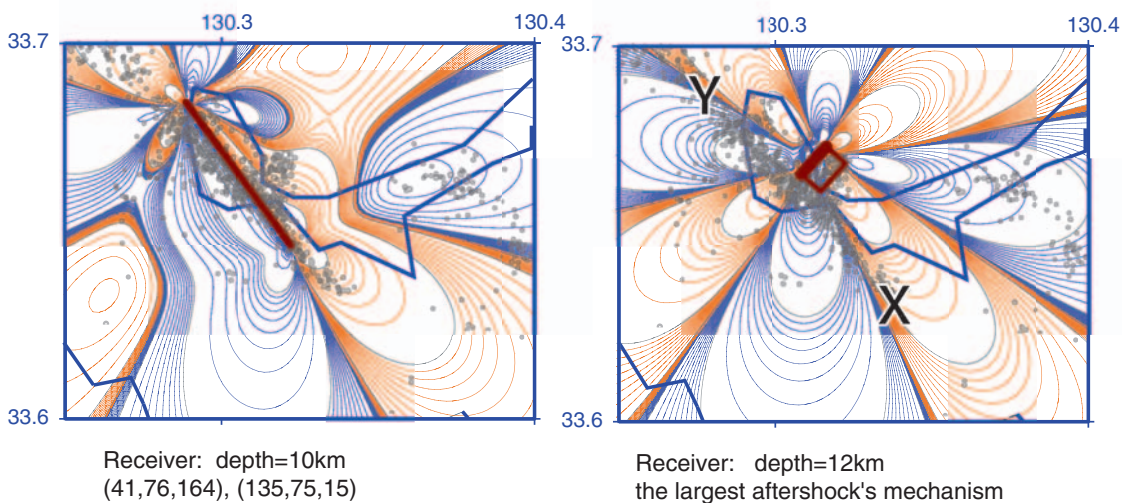 130.3 130.4
33.7
33.6
Receiver: depth=10km
(41,76,164), (135,75,15)
130.3 130.4
33.7
Y
X
33.6
Receiver: depth=12km
the largest aftershock's mechanism